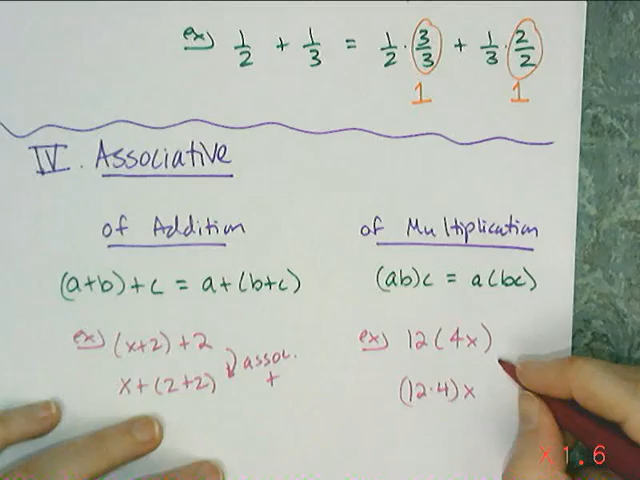 ex) 1/2 + 1/3 = 1/2 · 3/3 + 1/3 · 2/2
1 1
IV. Associative
of Addition of Multiplication
(a+b)+c = a+(b+c) (ab)c = a(bc)
ex) (x+2)+2 ex) 12(4x)
assoc.
x+(2+2) + (12·4)x
x1.6